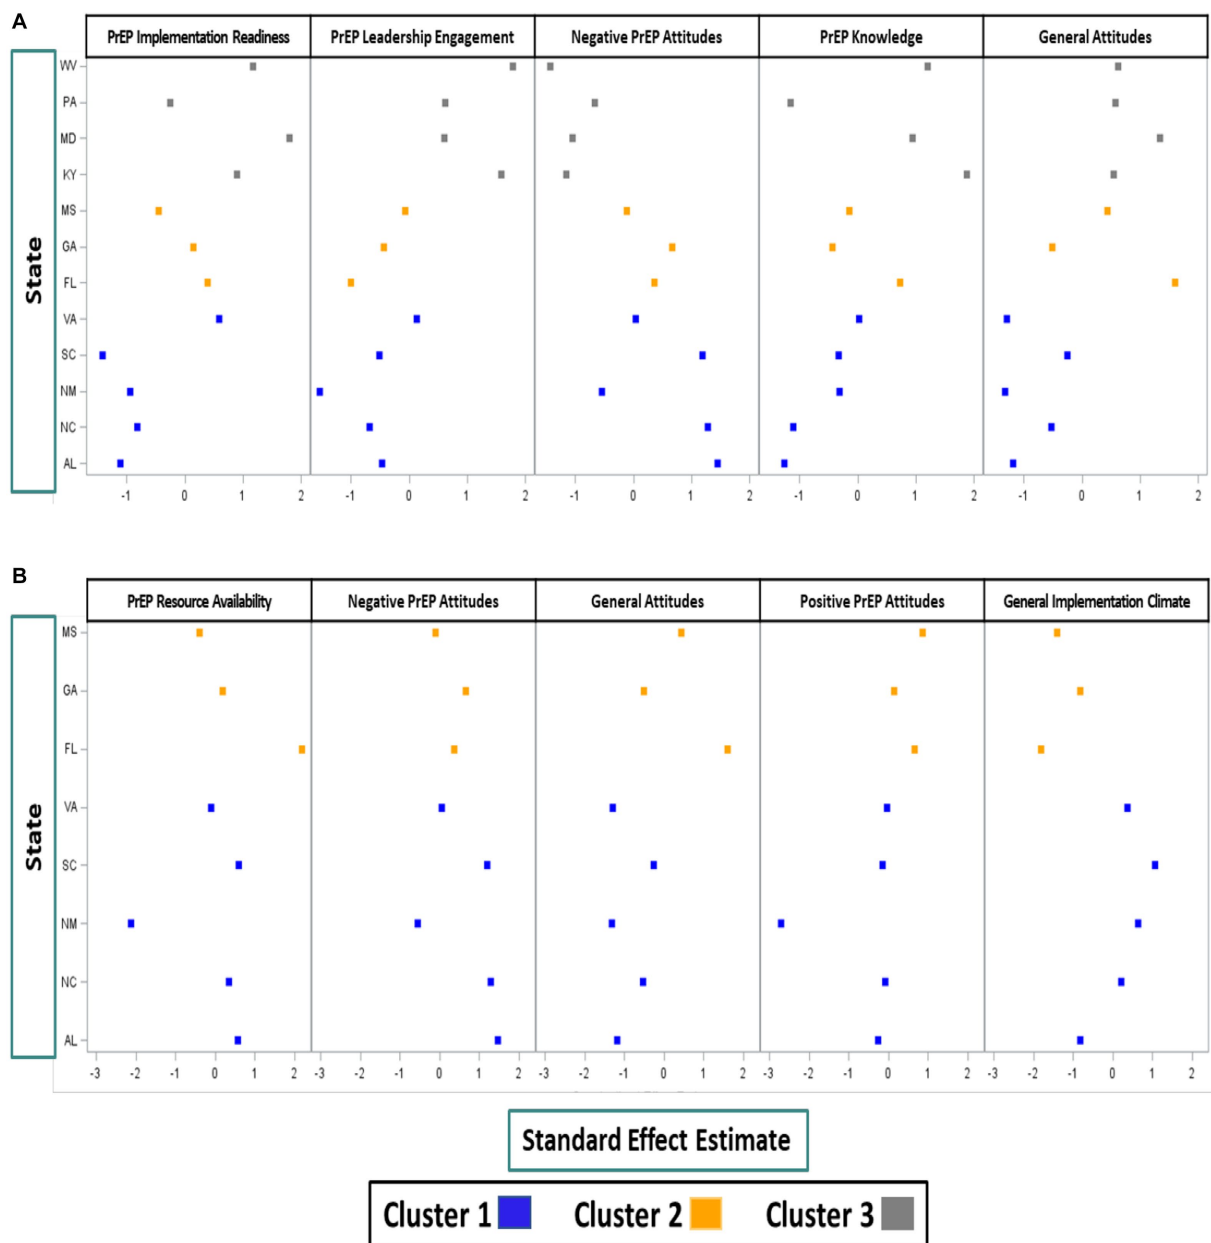 A
PrEP Implementation Readiness PrEP Leadership Engagement Negative PrEP Attitudes PrEP Knowledge General Attitudes
State
WV
PA
MD
KY
MS
GA
FL
VA
SC
NM
NC
AL
-1 0 1 2 -1 0 1 2 -1 0 1 2 -1 0 1 2 -1 0 1 2
B
PrEP Resource Availability Negative PrEP Attitudes General Attitudes Positive PrEP Attitudes General Implementation Climate
State
MS
GA
FL
VA
SC
NM
NC
AL
-3 -2 -1 0 1 2 -3 -2 -1 0 1 2 -3 -2 -1 0 1 2 -3 -2 -1 0 1 2 -3 -2 -1 0 1 2
Standard Effect Estimate
Cluster 1 Cluster 2 Cluster 3